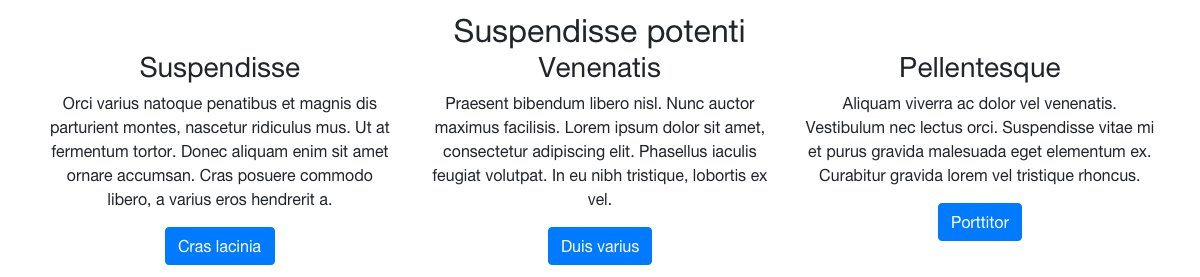 Suspendisse potenti
Suspendisse
Orci varius natoque penatibus et magnis dis
parturient montes, nascetur ridiculus mus. Ut at
fermentum tortor. Donec aliquam enim sit amet
ornare accumsan. Cras posuere commodo
libero, a varius eros hendrerit a.
Cras lacinia
Venenatis
Praesent bibendum libero nisl. Nunc auctor
maximus facilisis. Lorem ipsum dolor sit amet,
consectetur adipiscing elit. Phasellus iaculis
feugiat volutpat. In eu nibh tristique, lobortis ex
vel.
Duis varius
Pellentesque
Aliquam viverra ac dolor vel venenatis.
Vestibulum nec lectus orci. Suspendisse vitae mi
et purus gravida malesuada eget elementum ex.
Curabitur gravida lorem vel tristique rhoncus.
Porttitor